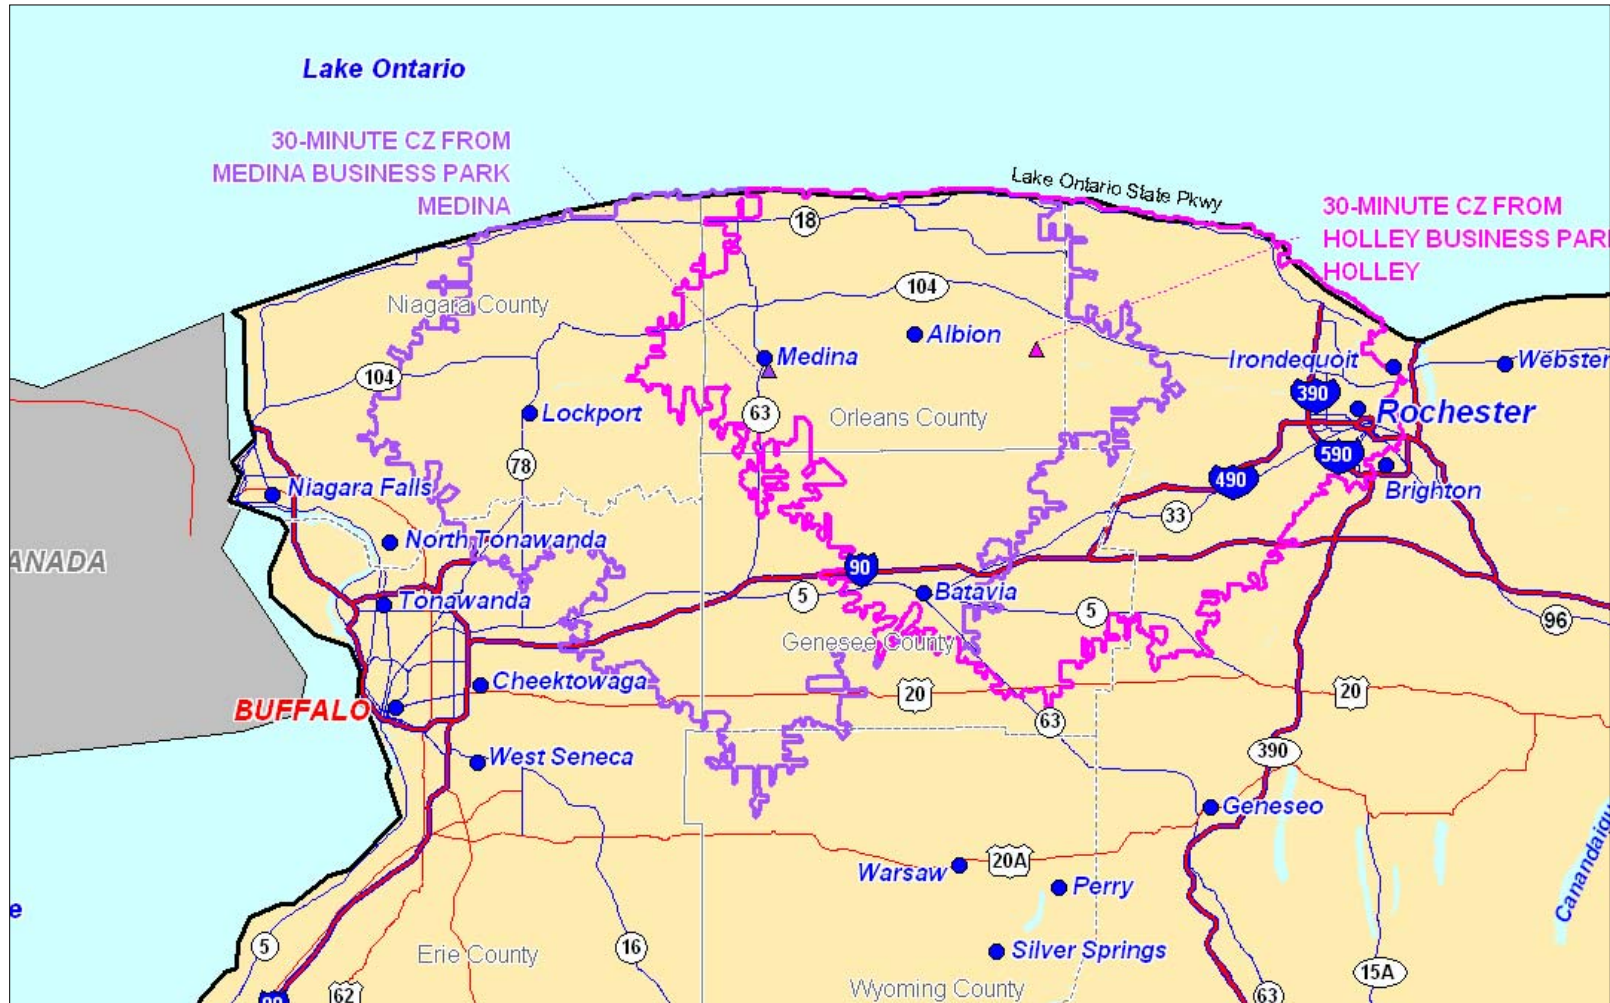 Lake Ontario
30-MINUTE CZ FROM
MEDINA BUSINESS PARK
MEDINA
Lake Ontario State Pkwy
30-MINUTE CZ FROM
HOLLEY BUSINESS PARK
HOLLEY
18
104
Niagara County
Albion
Medina
Irondequoit
Webster
104
390
Lockport
63
Orleans County
Rochester
78
590
490
Niagara Falls
Brighton
33
North Tonawanda
ANADA
90
5
Batavia
Tonawanda
5
96
Genesee County
Cheektowaga
20
20
BUFFALO
63
West Seneca
390
Geneseo
20A
Warsaw
Perry
Canandaigu
e
5
Erie County
16
Silver Springs
15A
Wyoming County
62
63
90